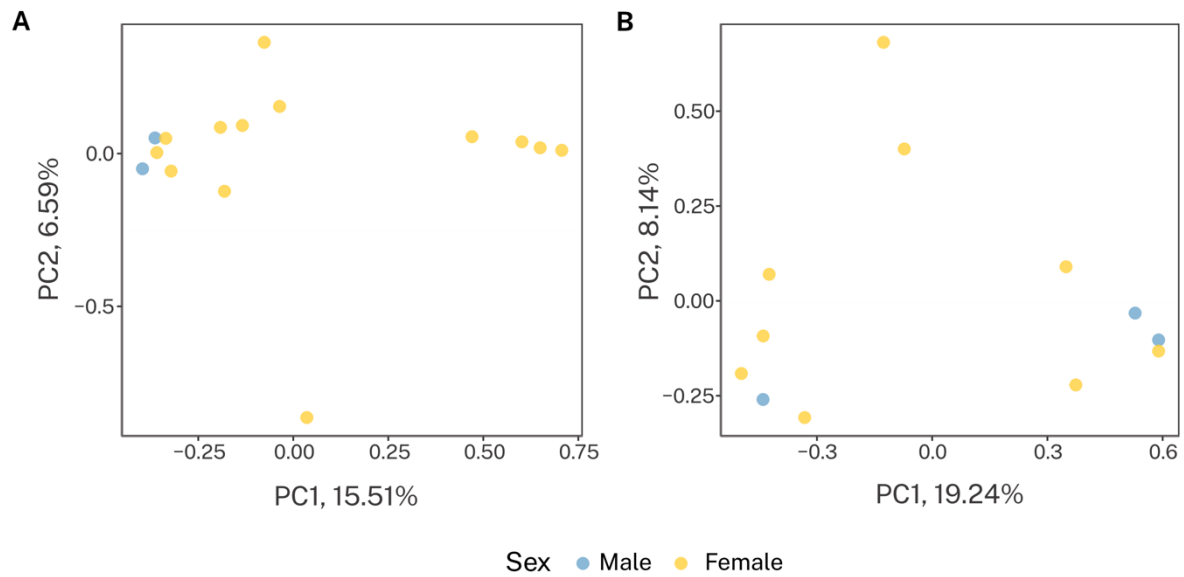 A
B
0.0
−0.5
PC2, 6.59%
−0.25 0.00 0.25 0.50 0.75
PC1, 15.51%
0.50
0.25
0.00
−0.25
PC2, 8.14%
−0.3 0.0 0.3 0.6
PC1, 19.24%
Sex Male Female